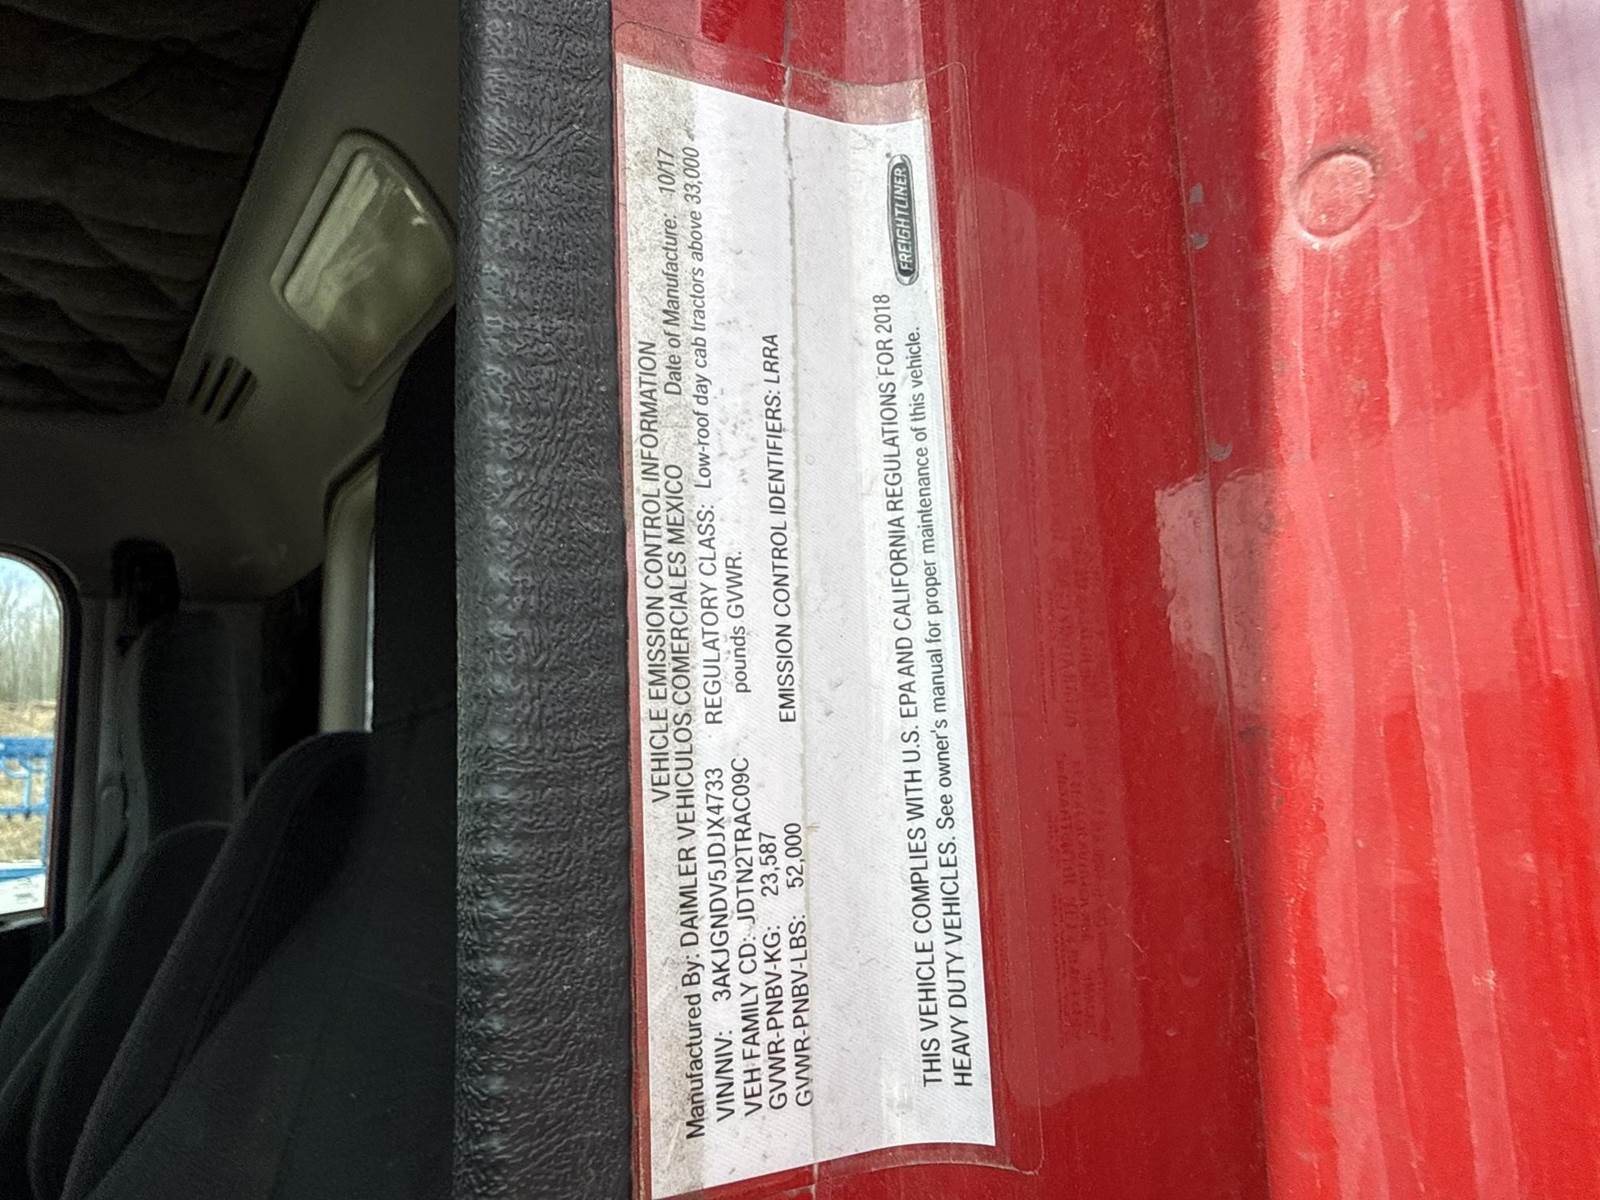 VEHICLE EMISSION CONTROL INFORMATION
Manufactured By: DAIMLER VEHICULOS COMERCIALES MEXICO Date of Manufacture: 10/17
VIN/NIV: 3AKJGNDV5JDJX4733 REGULATORY CLASS: Low-roof day cab tractors above 33,000
VEH FAMILY CD: JDTN2TRAC09C pounds GVWR.
GVWR-PNBV-KG: 23,587
GVWR-PNBV-LBS: 52,000 EMISSION CONTROL IDENTIFIERS: LRRA
THIS VEHICLE COMPLIES WITH U.S. EPA AND CALIFORNIA REGULATIONS FOR 2018
HEAVY DUTY VEHICLES. See owner's manual for proper maintenance of this vehicle.
FREIGHTLINER